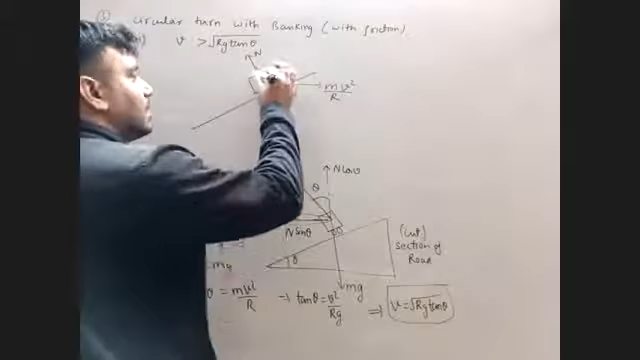 ③ Circular turn with Banking (with friction).
v > √Rg tanθ
N
mv²/R
θ
N cosθ
N sinθ
(cut) section of Road
θ
mg
= mv²/R ⇒ tanθ = v²/Rg ⇒ v = √Rg tanθ